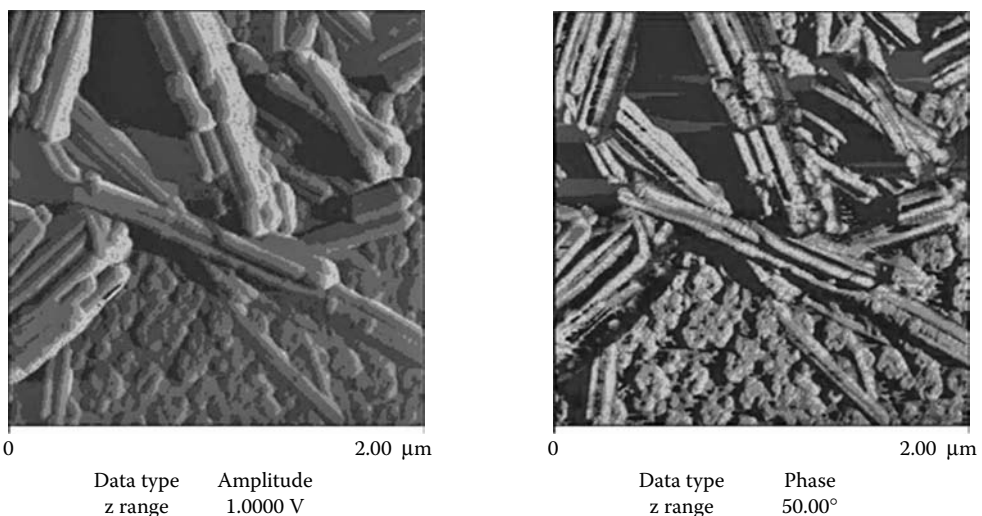 0 2.00 μm
Data type Amplitude
z range 1.0000 V
0 2.00 μm
Data type Phase
z range 50.00°